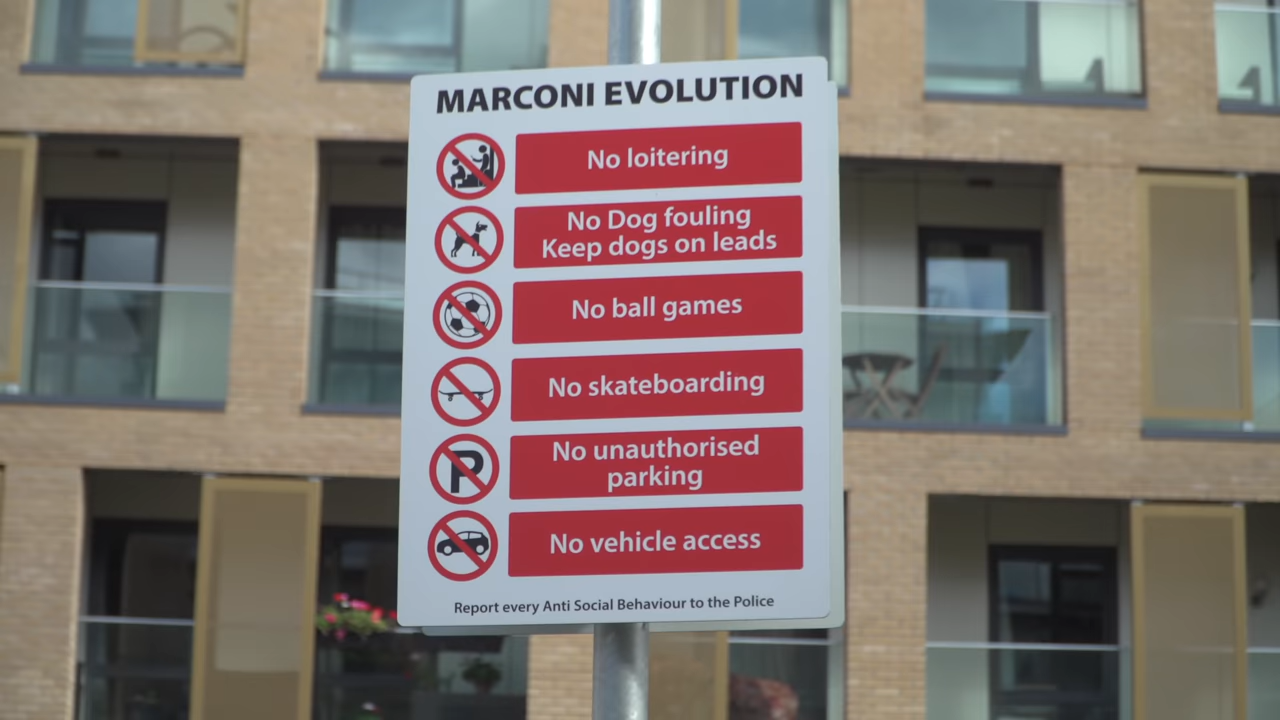 MARCONI EVOLUTION
No loitering
No Dog fouling
Keep dogs on leads
No ball games
No skateboarding
P
No unauthorised
parking
No vehicle access
Report every Anti Social Behaviour to the Police